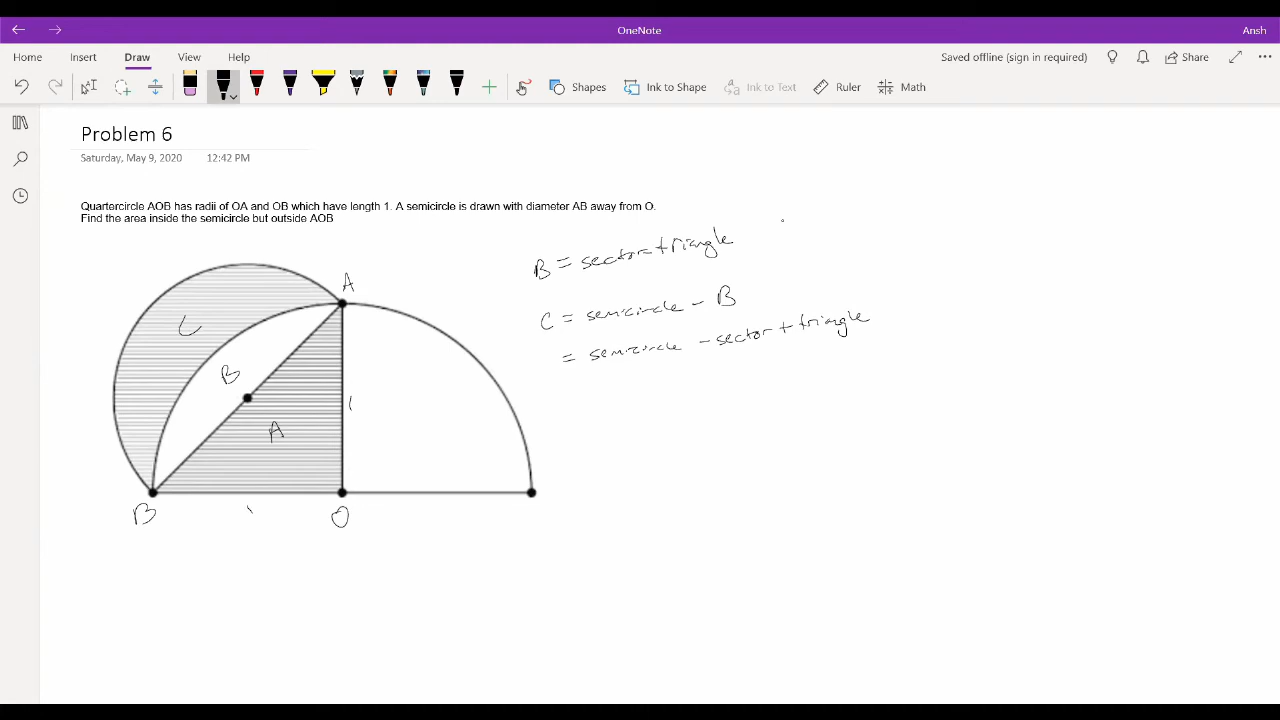 OneNote
Ansh
Home Insert Draw View Help
Saved offline (sign in required) Share
Shapes Ink to Shape Ink to Text Ruler Math
Problem 6
Saturday, May 9, 2020 12:42 PM
Quartercircle AOB has radii of OA and OB which have length 1. A semicircle is drawn with diameter AB away from O.
Find the area inside the semicircle but outside AOB
B = sector - triangle
A
C = semicircle - B
C
= semicircle - sector + triangle
B
1
A
B 1 O